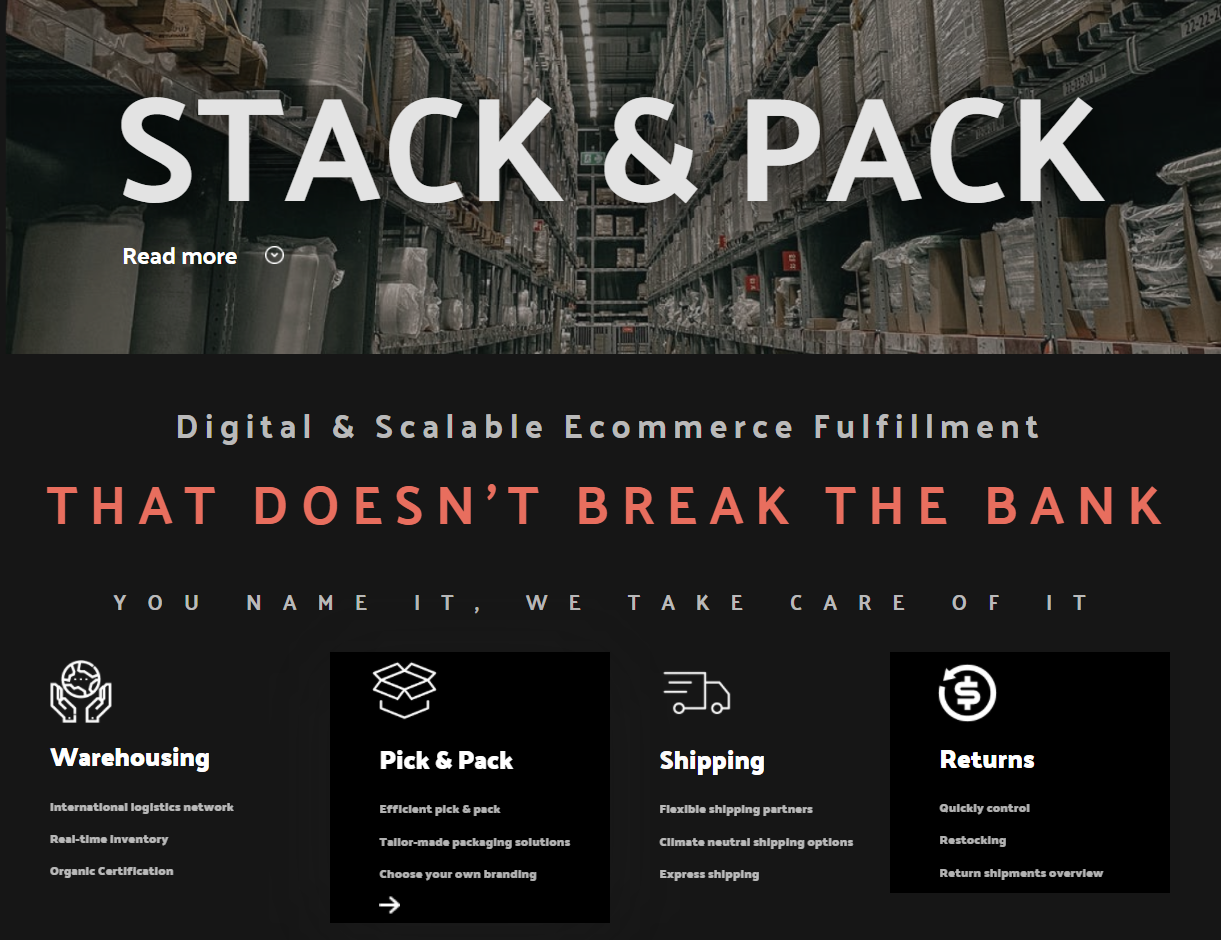 STACK & PACK
Read more
Digital & Scalable Ecommerce Fulfillment
THAT DOESN’T BREAK THE BANK
YOU NAME IT, WE TAKE CARE OF IT
Warehousing
International logistics network
Real-time inventory
Organic Certification
Pick & Pack
Efficient pick & pack
Tailor-made packaging solutions
Choose your own branding
Shipping
Flexible shipping partners
Climate neutral shipping options
Express shipping
Returns
Quickly control
Restocking
Return shipments overview